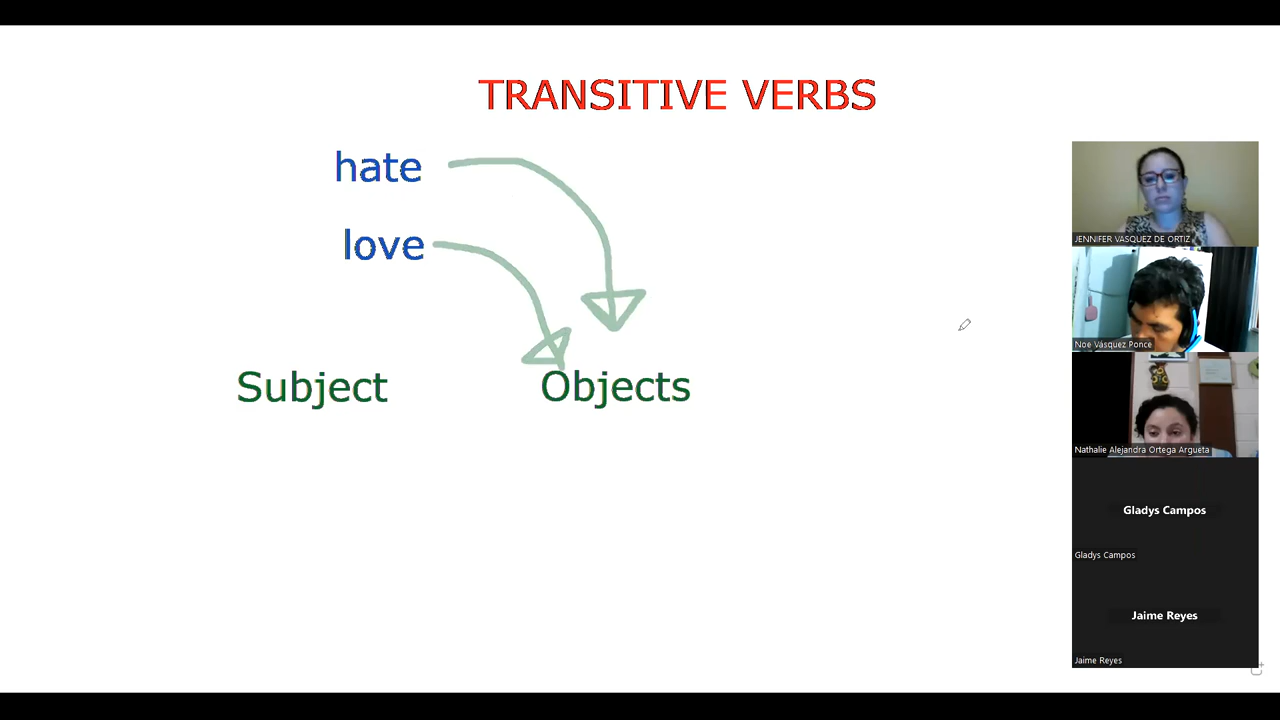 TRANSITIVE VERBS
hate
love
Subject
Objects
JENNIFER VASQUEZ DE ORTIZ
Noé Vásquez Ponce
Nathalie Alejandra Ortega Argueta
Gladys Campos
Gladys Campos
Jaime Reyes
Jaime Reyes